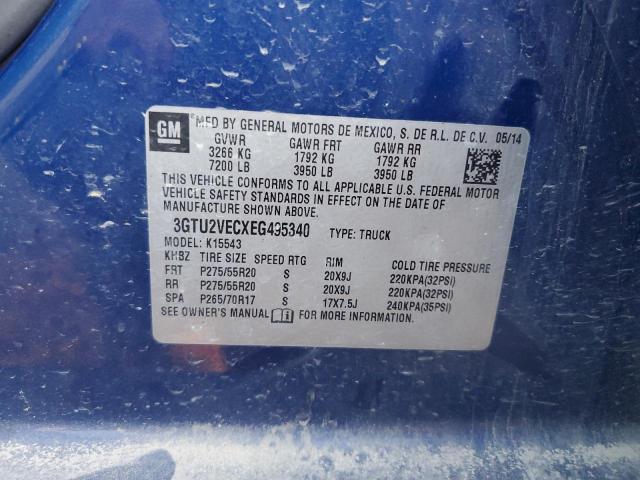 GM
MFD BY GENERAL MOTORS DE MEXICO, S. DE R.L. DE C.V. 05/14
GVWR GAWR FRT GAWR RR
3266 KG 1792 KG 1792 KG
7200 LB 3950 LB 3950 LB
THIS VEHICLE CONFORMS TO ALL APPLICABLE U.S. FEDERAL MOTOR
VEHICLE SAFETY STANDARDS IN EFFECT ON THE DATE OF
MANUFACTURE SHOWN ABOVE.
3GTU2VECXEG495340 TYPE: TRUCK
MODEL: K15543
KHBZ TIRE SIZE SPEED RTG RIM COLD TIRE PRESSURE
FRT P275/55R20 S 20X9J 220KPA(32PSI)
RR P275/55R20 S 20X9J 220KPA(32PSI)
SPA P265/70R17 S 17X7.5J 240KPA(35PSI)
SEE OWNER'S MANUAL FOR MORE INFORMATION.